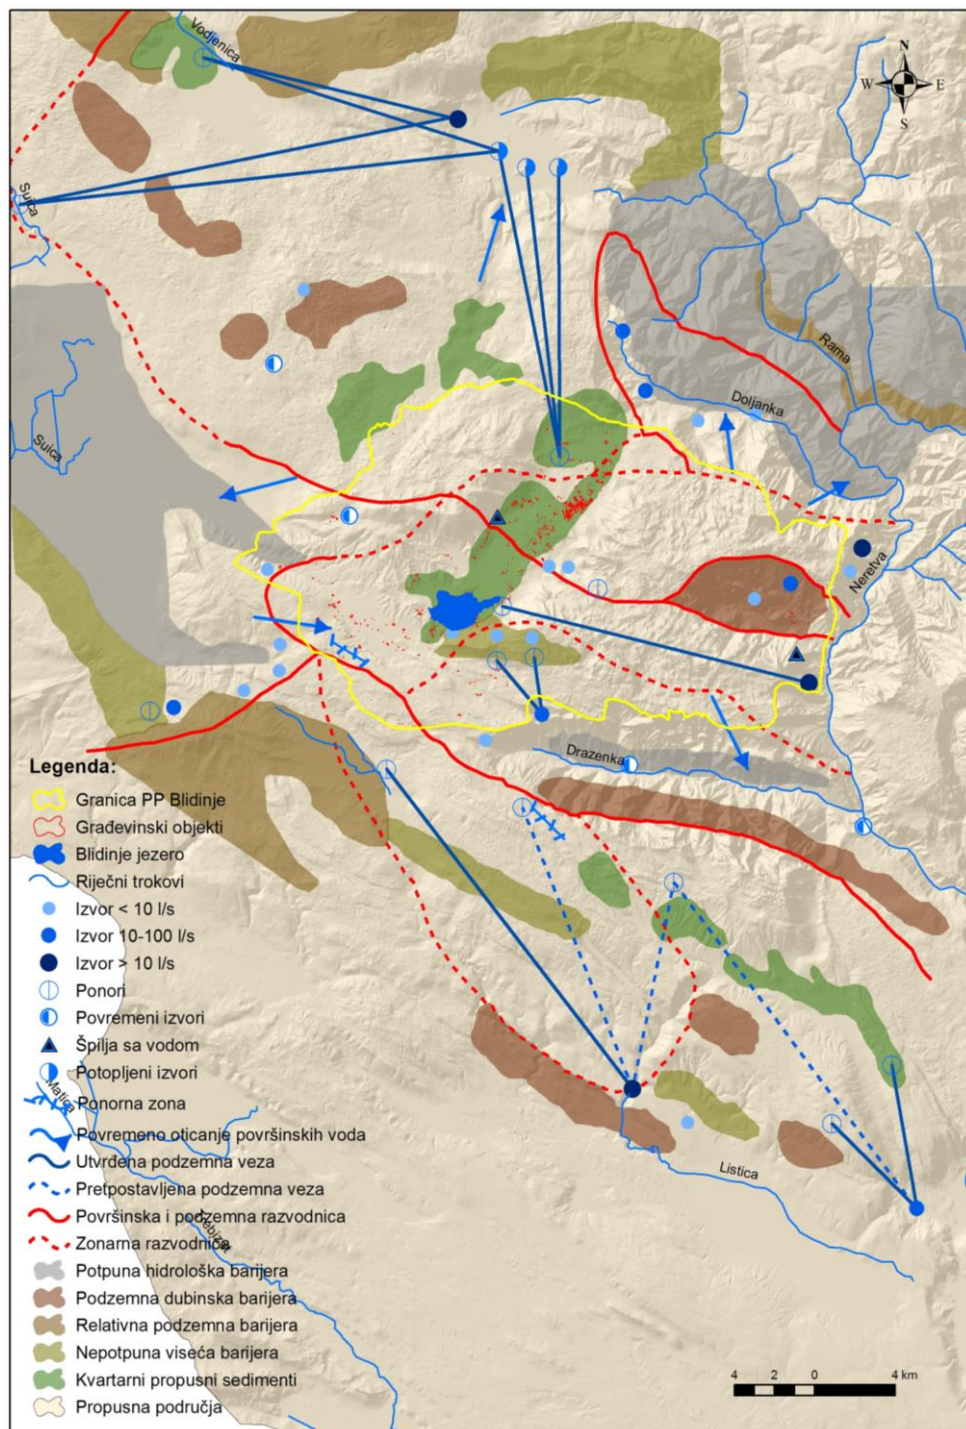 Vodjenica
N
W
E
S
Suica
Rama
Doljanka
Suica
Neretva
Drazenka
Legenda:
Granica PP Blidinje
Građevinski objekti
Blidinje jezero
Riječni trokovi
Izvor < 10 l/s
Izvor 10-100 l/s
Izvor > 10 l/s
Ponori
Povremeni izvori
Špilja sa vodom
Potopljeni izvori
Matica
Ponorna zona
Povremeno oticanje površinskih voda
Utvrđena podzemna veza
Listica
Pretpostavljena podzemna veza
Površinska i podzemna razvodnica
Trebizat
Zonarna razvodnica
Potpuna hidrološka barijera
Podzemna dubinska barijera
Relativna podzemna barijera
Nepotpuna viseća barijera
Kvartarni propusni sedimenti
4 2 0 4 km
Propusna područja